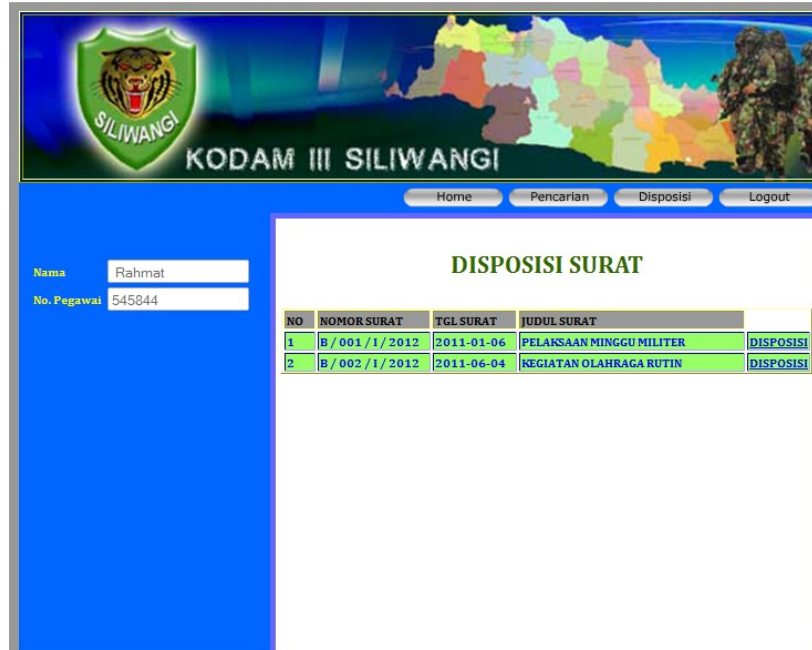 SILIWANGI
KODAM III SILIWANGI
Home Pencarian Disposisi Logout
Nama Rahmat
No. Pegawai 545844
DISPOSISI SURAT
NO NOMOR SURAT TGL SURAT JUDUL SURAT
1 B / 001 / I / 2012 2011-01-06 PELAKSAAN MINGGU MILITER DISPOSISI
2 B / 002 / I / 2012 2011-06-04 KEGIATAN OLAHRAGA RUTIN DISPOSISI